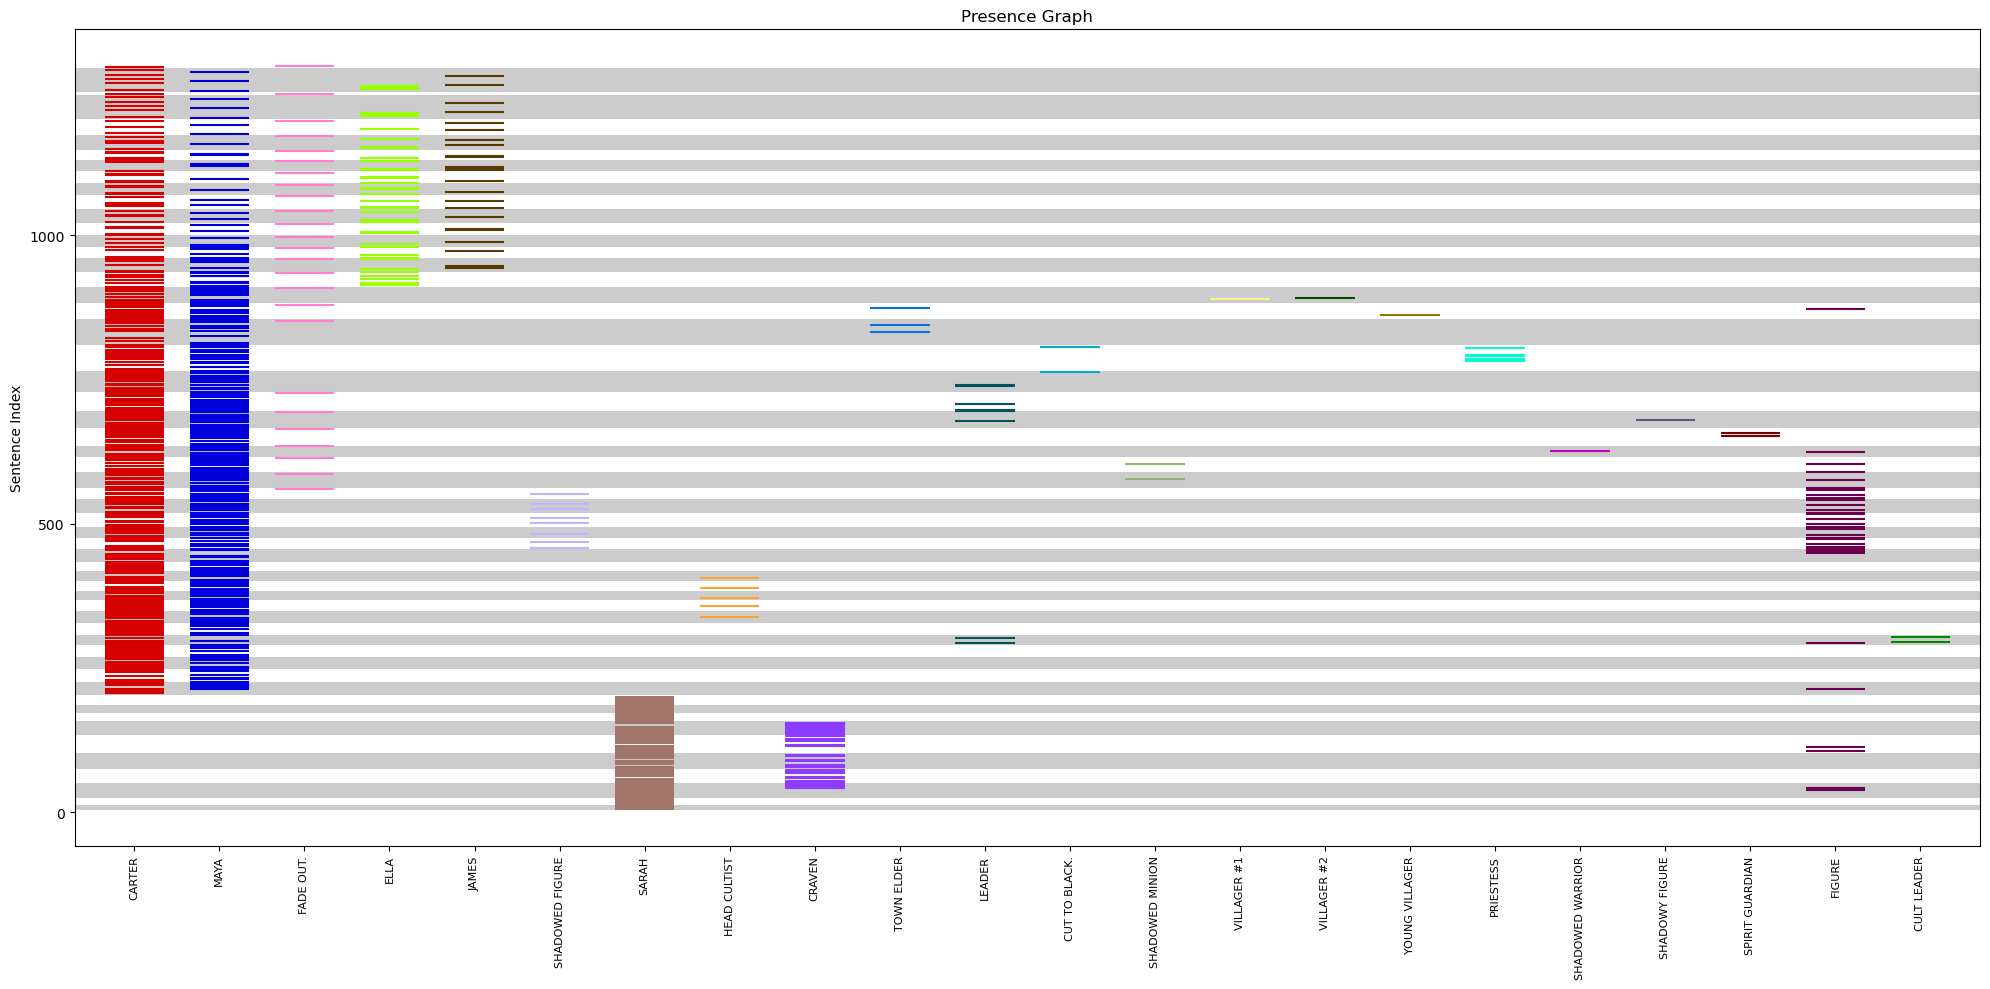 Presence Graph
Sentence Index
1000
500
0
CARTER
MAYA
FADE OUT.
ELLA
JAMES
SHADOWED FIGURE
SARAH
HEAD CULTIST
CRAVEN
TOWN ELDER
LEADER
CUT TO BLACK.
SHADOWED MINION
VILLAGER #1
VILLAGER #2
YOUNG VILLAGER
PRIESTESS
SHADOWED WARRIOR
SHADOWY FIGURE
SPIRIT GUARDIAN
FIGURE
CULT LEADER